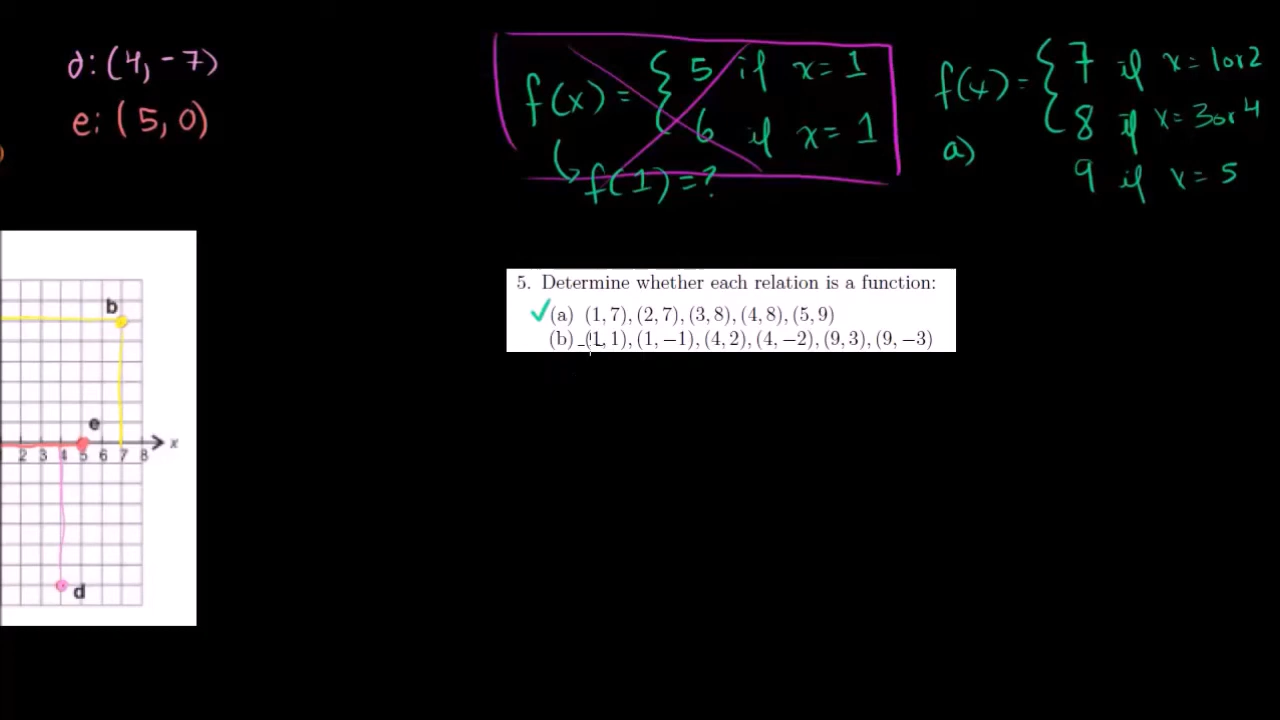 d: (4, -7)
e: (5, 0)
f(x) = { 5 if x = 1
6 if x = 1
f(1) = ?
f(x) = { 7 if x = 1 or 2
8 if x = 3 or 4
a)
9 if x = 5
b
e
2 3 4 5 6 7 8
x
d
5. Determine whether each relation is a function:
✓(a) (1, 7), (2, 7), (3, 8), (4, 8), (5, 9)
(b) (1, 1), (1, −1), (4, 2), (4, −2), (9, 3), (9, −3)